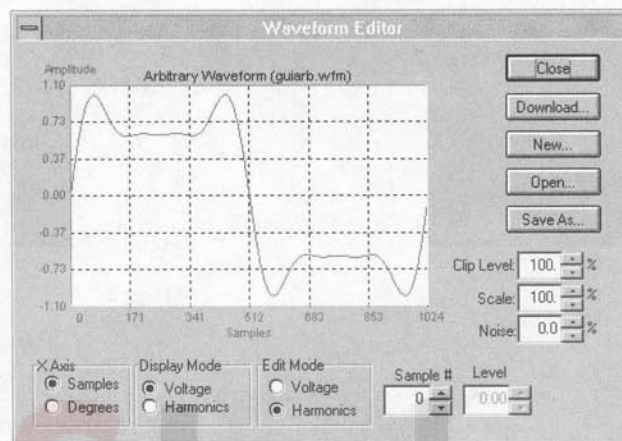 Waveform Editor
Amplitude
Arbitrary Waveform (guiarb.wfm)
1.10
0.73
0.37
0.00
-0.37
-0.73
-1.10
0 171 341 512 683 853 1024
Samples
Close
Download...
New...
Open...
Save As...
Clip Level: 100. %
Scale: 100. %
Noise: 0.0 %
X Axis
Samples
Degrees
Display Mode
Voltage
Harmonics
Edit Mode
Voltage
Harmonics
Sample #
0
Level
0.00